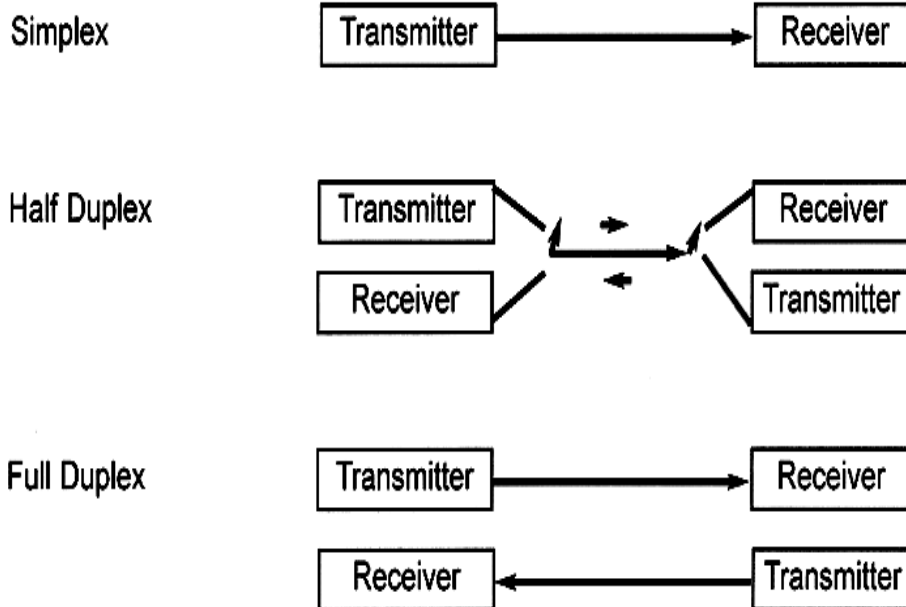 Simplex Transmitter Receiver
Half Duplex Transmitter Receiver
Receiver Transmitter
Full Duplex Transmitter Receiver
Receiver Transmitter